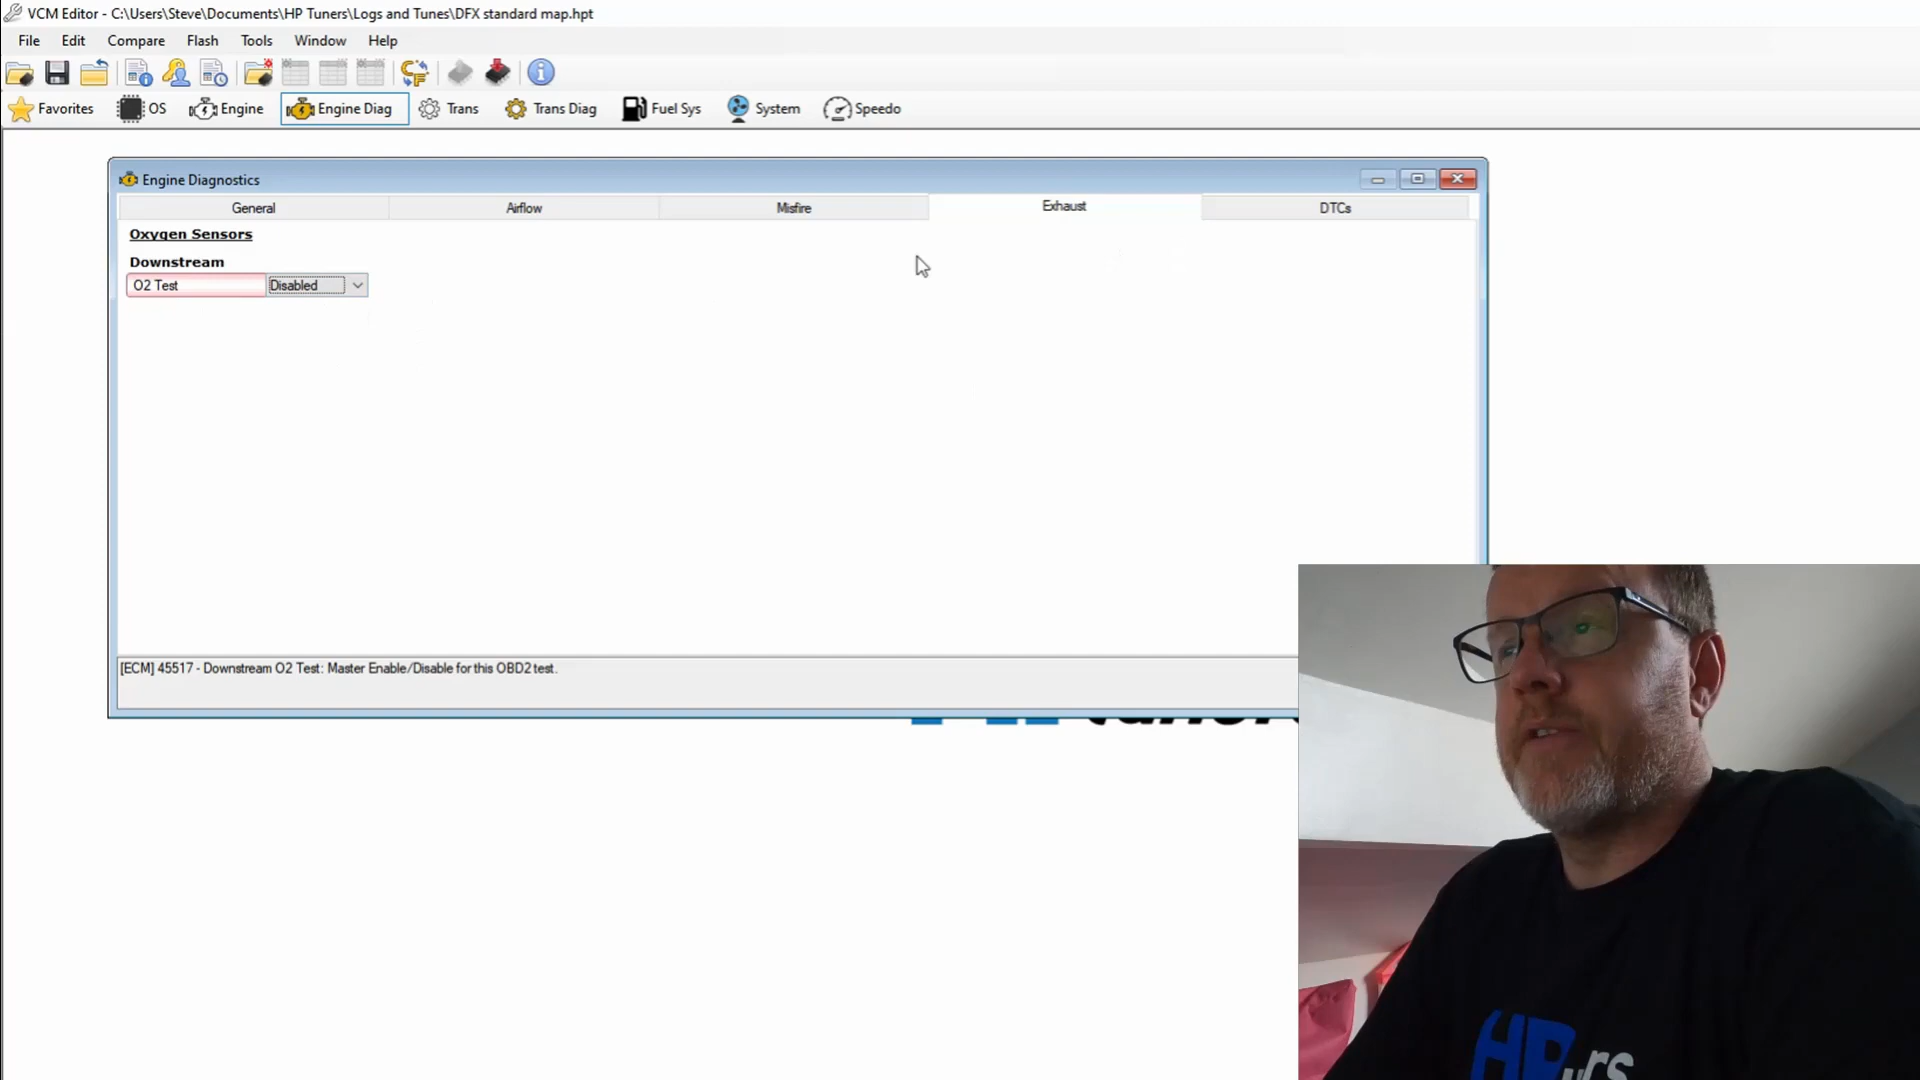 VCM Editor - C:\Users\Steve\Documents\HP Tuners\Logs and Tunes\DFX standard map.hpt
File Edit Compare Flash Tools Window Help
Favorites OS Engine Engine Diag Trans Trans Diag Fuel Sys System Speedo
Engine Diagnostics
General Airflow Misfire Exhaust DTCs
Oxygen Sensors
Downstream
O2 Test Disabled
[ECM] 45517 - Downstream O2 Test: Master Enable/Disable for this OBD2 test.